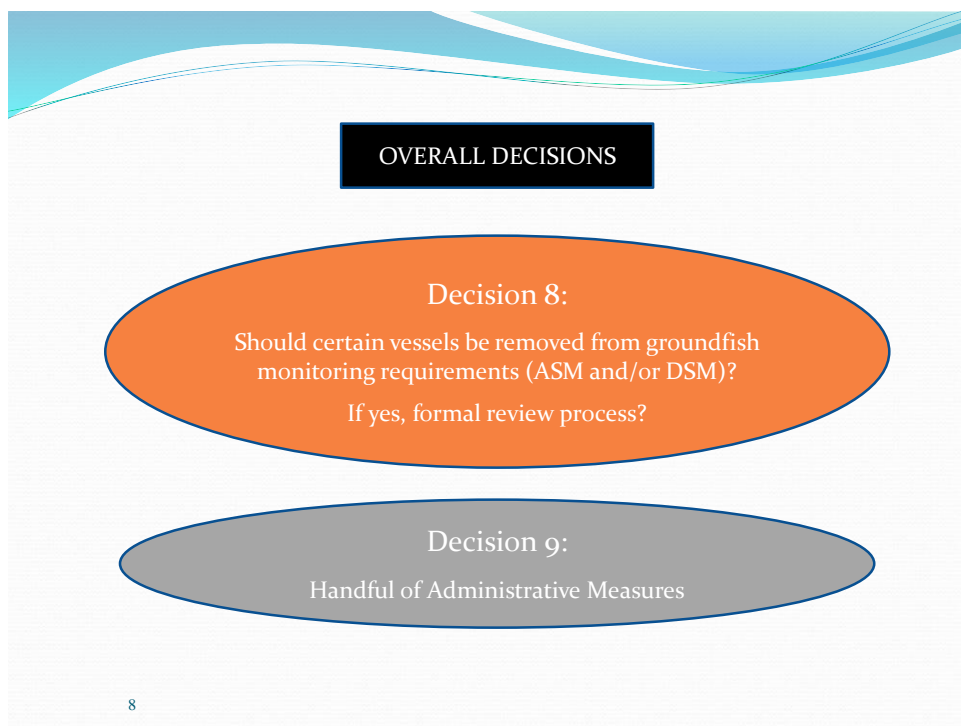 OVERALL DECISIONS
Decision 8:
Should certain vessels be removed from groundfish
monitoring requirements (ASM and/or DSM)?
If yes, formal review process?
Decision 9:
Handful of Administrative Measures
8